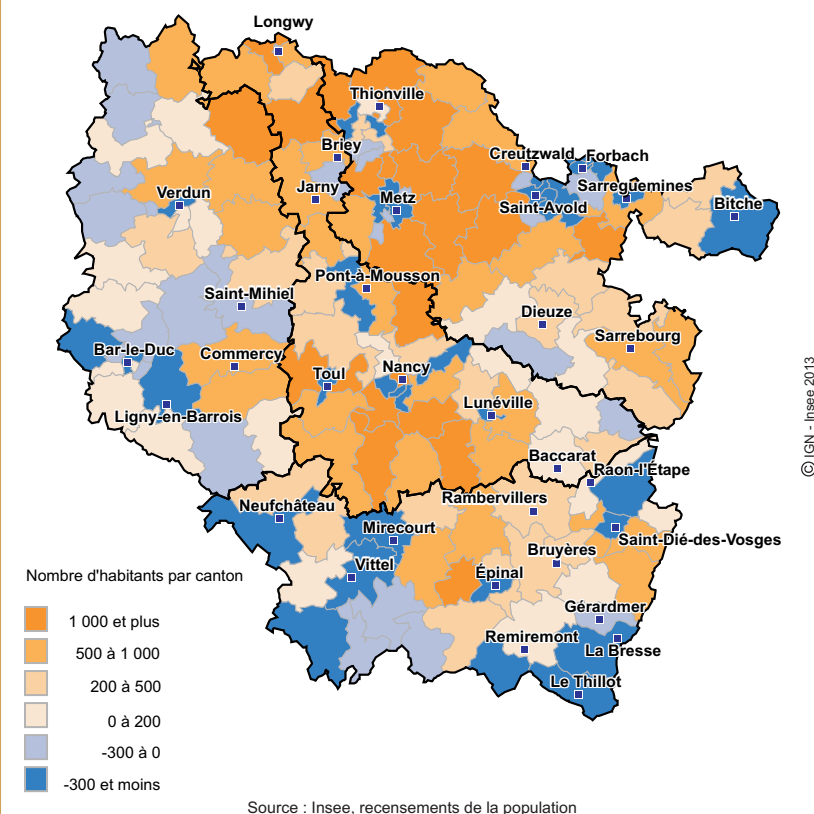 Longwy
Thionville
Briey
Creutzwald
Forbach
Jarny
Metz
Sarreguemines
Verdun
Saint-Avold
Bitche
Pont-à-Mousson
Saint-Mihiel
Dieuze
Sarrebourg
Bar-le-Duc
Commercy
Toul
Nancy
Ligny-en-Barrois
Lunéville
Baccarat
Raon-l'Étape
Rambervillers
Neufchâteau
Mirecourt
Saint-Dié-des-Vosges
Bruyères
Vittel
Épinal
Gérardmer
Remiremont
La Bresse
Le Thillot
Nombre d'habitants par canton
1 000 et plus
500 à 1 000
200 à 500
0 à 200
-300 à 0
-300 et moins
Source : Insee, recensements de la population
© IGN - Insee 2013